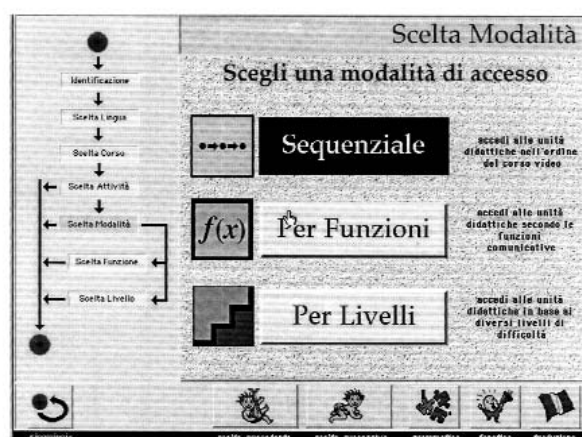 Scelta Modalità
Identificazione
Scelta Lingua
Scelta Corso
Scelta Attività
Scelta Modalità
Scelta Funzione
Scelta Livello
Scegli una modalità di accesso
Sequenziale
accedi alle unità
didattiche nell'ordine
del corso video
f(x)
Per Funzioni
accedi alle unità
didattiche secondo le
funzioni
comunicative
Per Livelli
accedi alle unità
didattiche in base ai
diversi livelli di
difficoltà